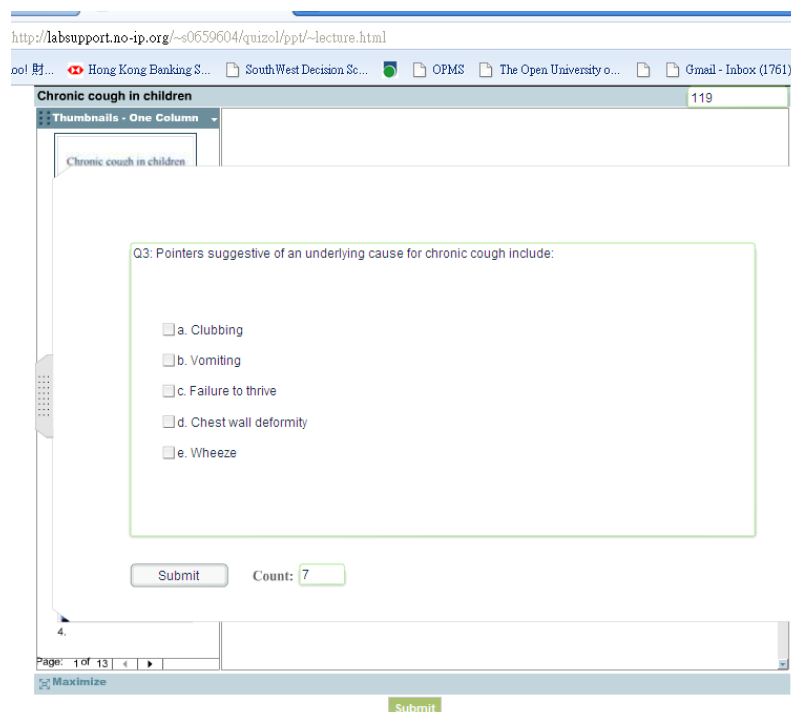 http://labsupport.no-ip.org/~s0659604/quizol/ppt/~lecture.html
oo! 財... Hong Kong Banking S... SouthWest Decision Sc... OPMS The Open University o... Gmail - Inbox (1761)
Chronic cough in children 119
Thumbnails - One Column
Chronic cough in children
Q3: Pointers suggestive of an underlying cause for chronic cough include:
a. Clubbing
b. Vomiting
c. Failure to thrive
d. Chest wall deformity
e. Wheeze
Submit Count: 7
4.
Page: 1 of 13
Maximize
Submit